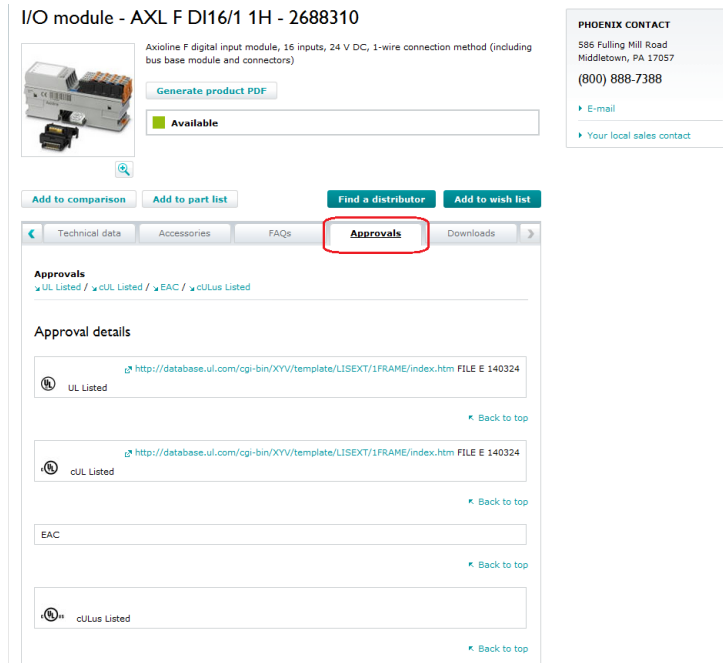 I/O module - AXL F DI16/1 1H - 2688310
Axioline F digital input module, 16 inputs, 24 V DC, 1-wire connection method (including
bus base module and connectors)
Generate product PDF
Available
Add to comparison
Add to part list
Find a distributor
Add to wish list
Technical data
Accessories
FAQs
Approvals
Downloads
Approvals
UL Listed / cUL Listed / EAC / cULus Listed
Approval details
http://database.ul.com/cgi-bin/XYV/template/LISEXT/1FRAME/index.htm FILE E 140324
UL Listed
Back to top
http://database.ul.com/cgi-bin/XYV/template/LISEXT/1FRAME/index.htm FILE E 140324
cUL Listed
Back to top
EAC
Back to top
cULus Listed
Back to top
PHOENIX CONTACT
586 Fulling Mill Road
Middletown, PA 17057
(800) 888-7388
E-mail
Your local sales contact